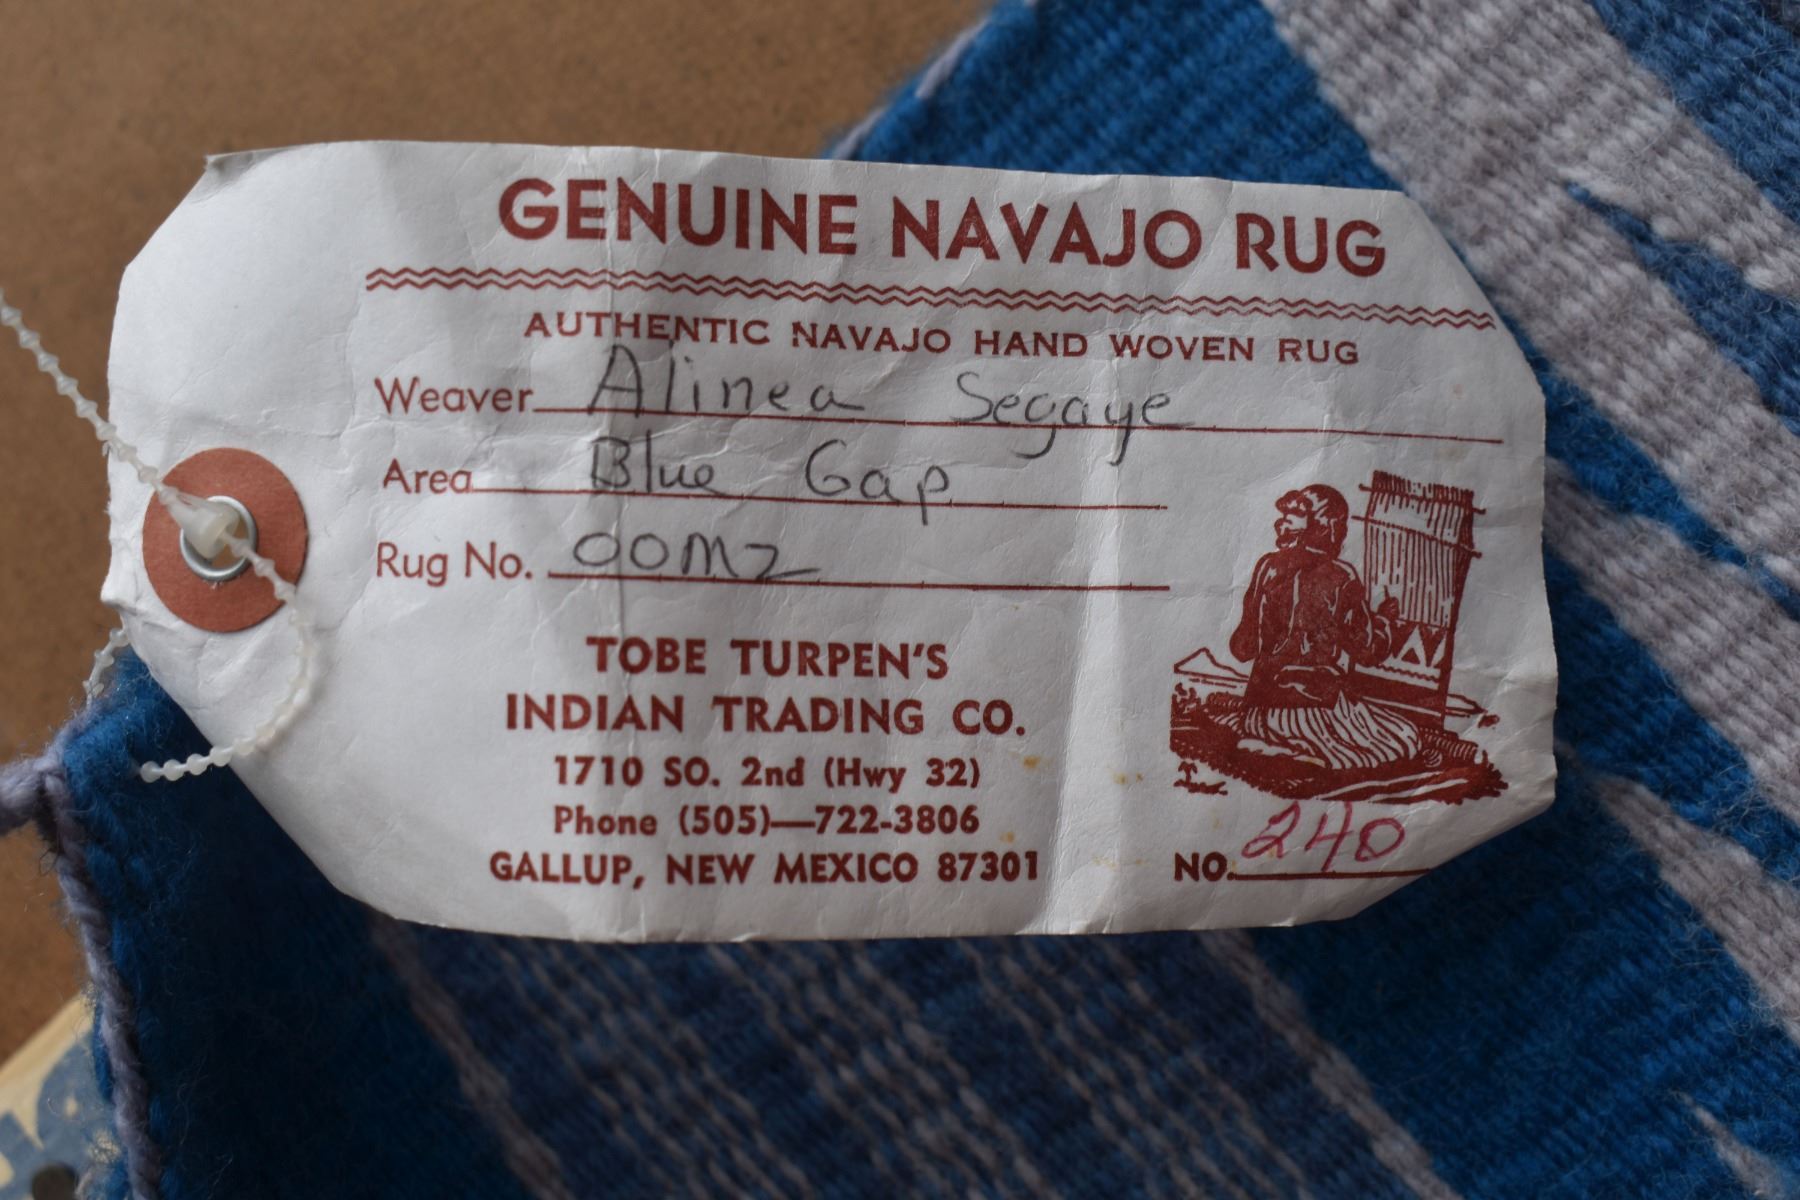 GENUINE NAVAJO RUG
AUTHENTIC NAVAJO HAND WOVEN RUG
Weaver Alinea Segaye
Area Blue Gap
Rug No. 00MZ
TOBE TURPEN'S
INDIAN TRADING CO.
1710 SO. 2nd (Hwy 32)
Phone (505)—722-3806
GALLUP, NEW MEXICO 87301
NO. 240